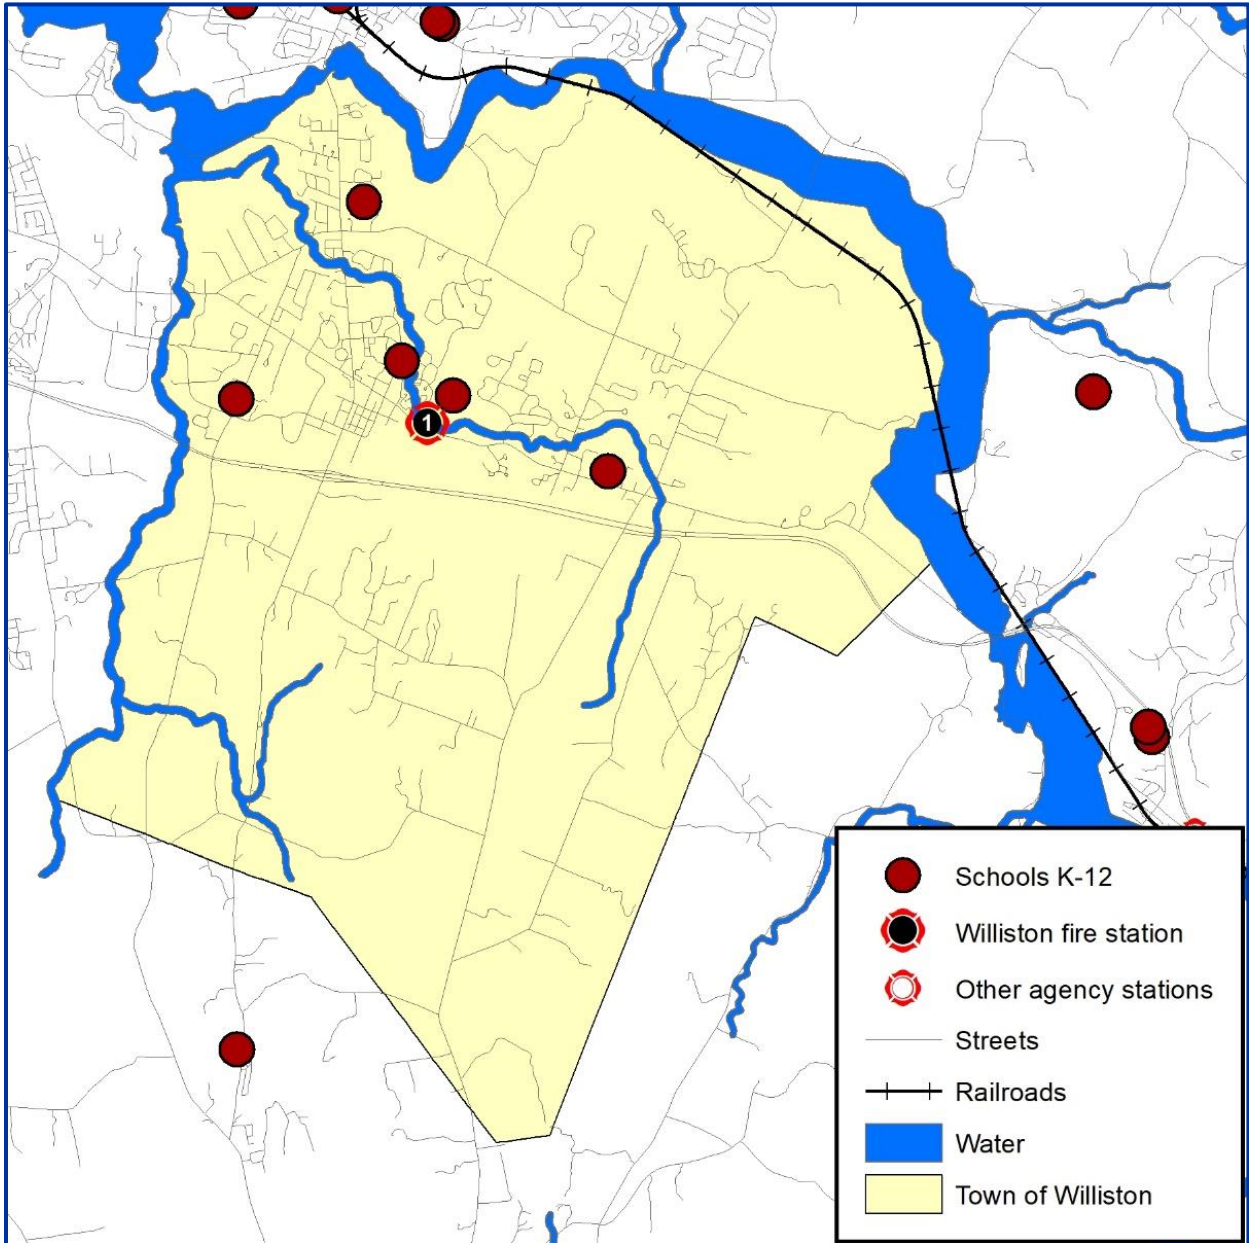 1
Schools K-12
Williston fire station
Other agency stations
Streets
Railroads
Water
Town of Williston